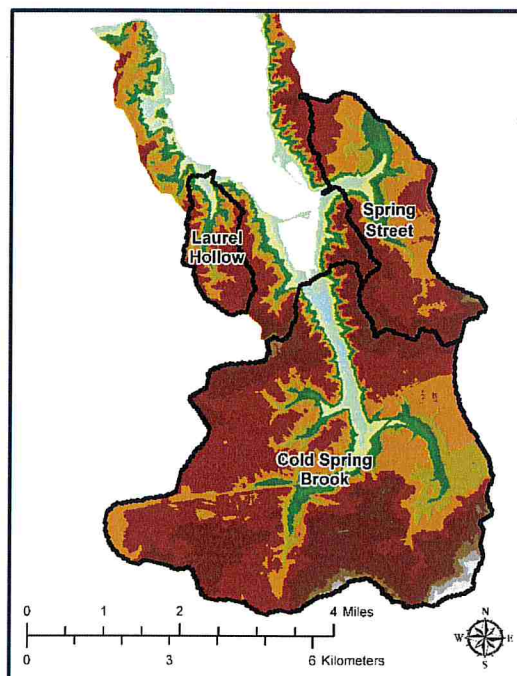 Spring
Street
Laurel
Hollow
Cold Spring
Brook
0 1 2 4 Miles
0 3 6 Kilometers
N
W E
S